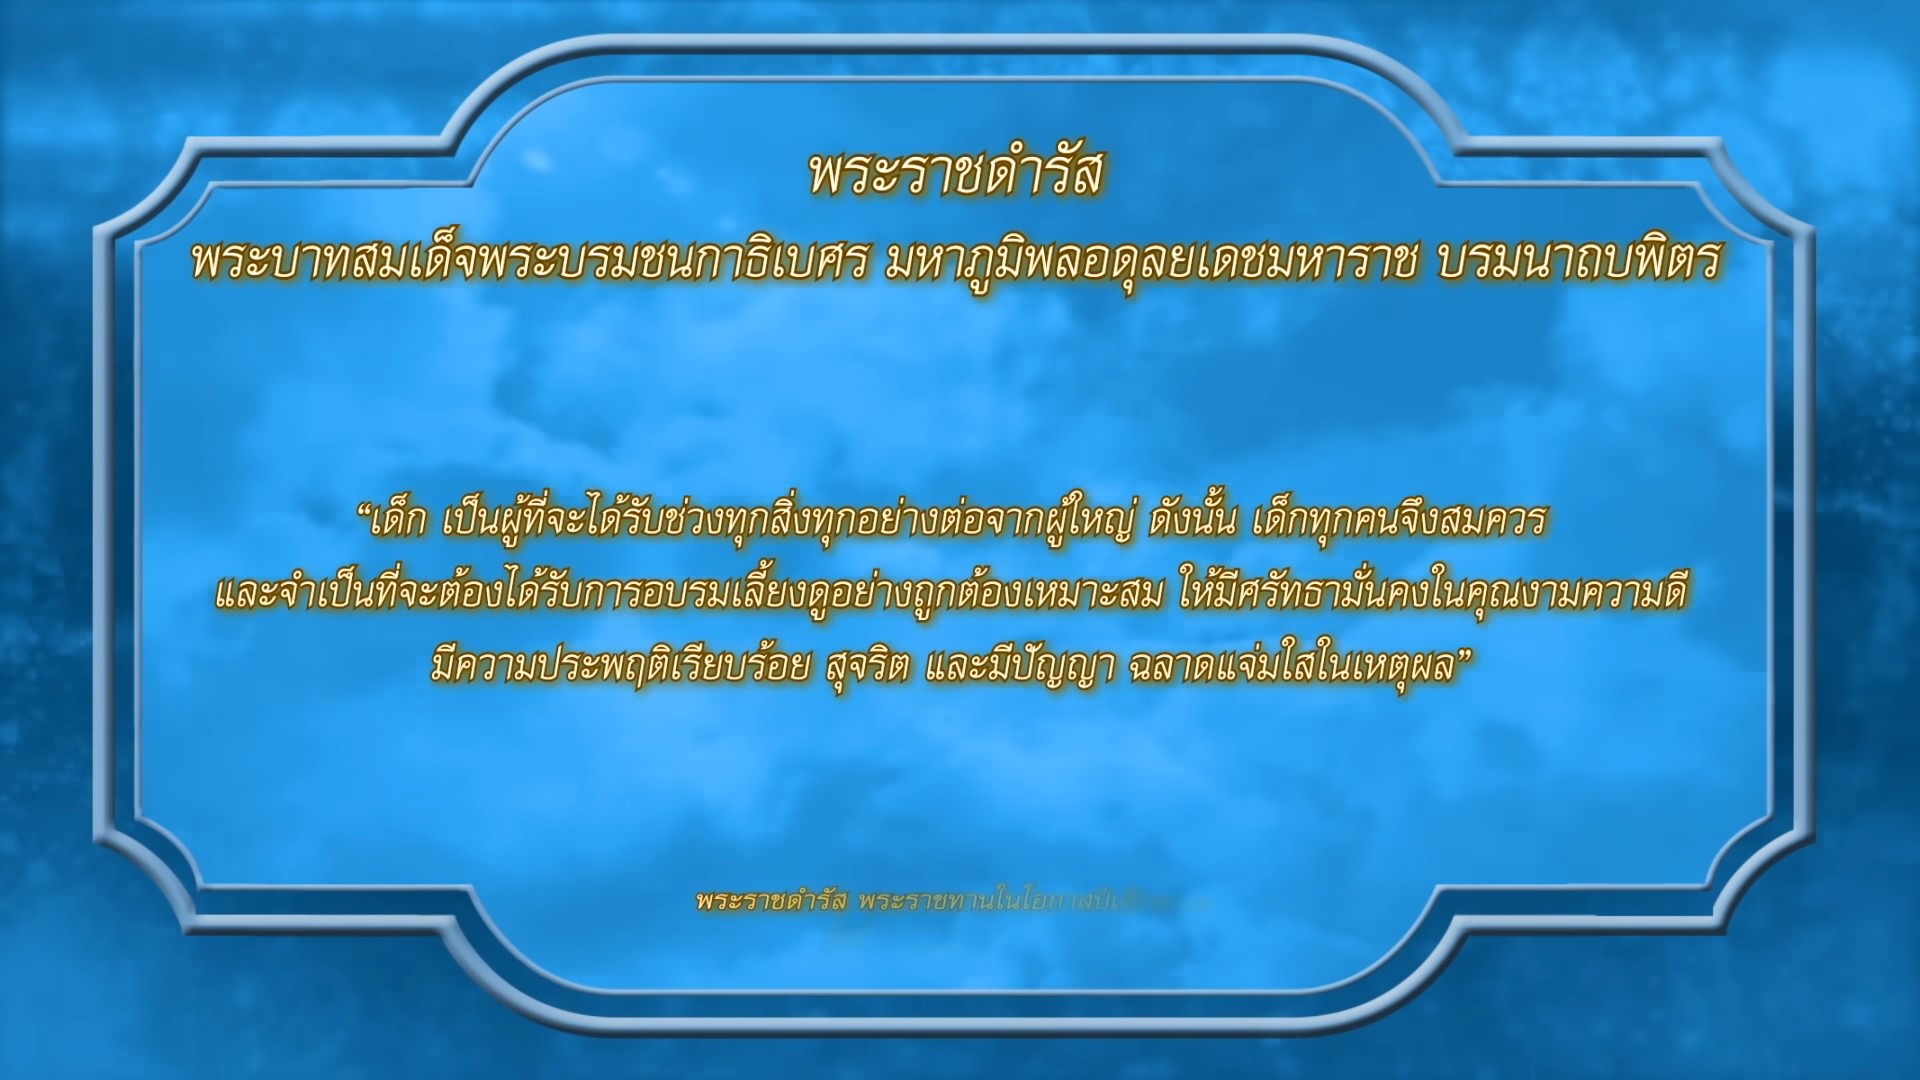 พระราชดำรัส
พระบาทสมเด็จพระบรมชนกาธิเบศร มหาภูมิพลอดุลยเดชมหาราช บรมนาถบพิตร
“เด็ก เป็นผู้ที่จะได้รับช่วงทุกสิ่งทุกอย่างต่อจากผู้ใหญ่ ดังนั้น เด็กทุกคนจึงสมควร
และจำเป็นที่จะต้องได้รับการอบรมเลี้ยงดูอย่างถูกต้องเหมาะสม ให้มีศรัทธามั่นคงในคุณงามความดี
มีความประพฤติเรียบร้อย สุจริต และมีปัญญา ฉลาดแจ่มใสในเหตุผล”
พระราชดำรัส พระราชทานในโอกาสปี